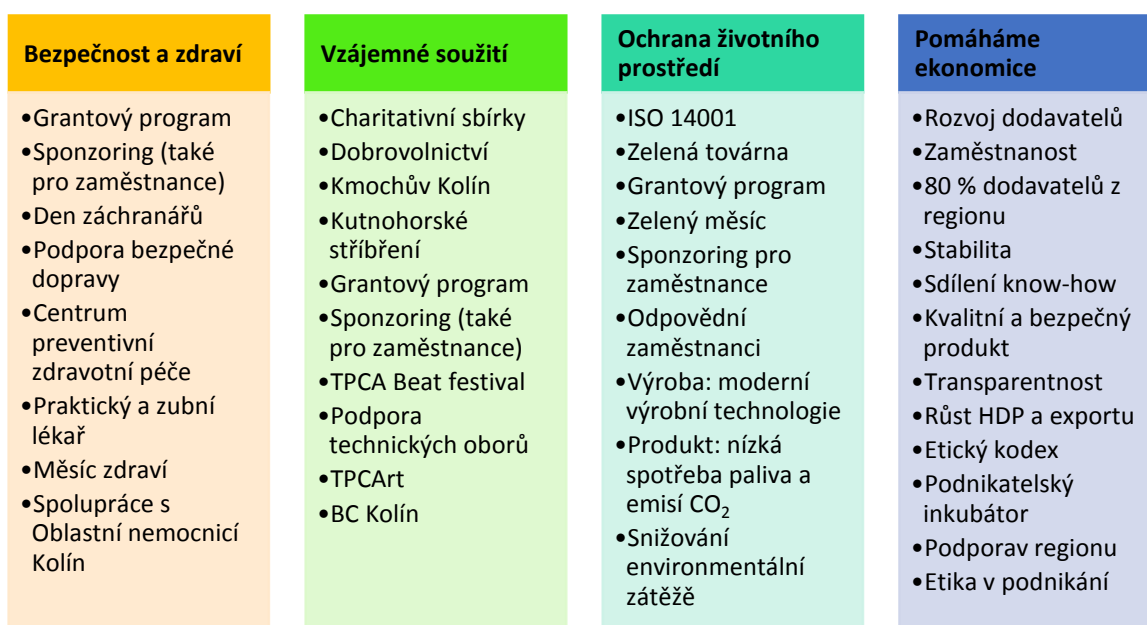 Bezpečnost a zdraví
•Grantový program
•Sponzoring (také
pro zaměstnance)
•Den záchranářů
•Podpora bezpečné
dopravy
•Centrum
preventivní
zdravotní péče
•Praktický a zubní
lékař
•Měsíc zdraví
•Spolupráce s
Oblastní nemocnicí
Kolín
Vzájemné soužití
•Charitativní sbírky
•Dobrovolnictví
•Kmochův Kolín
•Kutnohorské
stříbření
•Grantový program
•Sponzoring (také
pro zaměstnance)
•TPCA Beat festival
•Podpora
technických oborů
•TPCArt
•BC Kolín
Ochrana životního
prostředí
•ISO 14001
•Zelená továrna
•Grantový program
•Zelený měsíc
•Sponzoring pro
zaměstnance
•Odpovědní
zaměstnanci
•Výroba: moderní
výrobní technologie
•Produkt: nízká
spotřeba paliva a
emisí CO₂
•Snižování
environmentální
zátěžě
Pomáháme
ekonomice
•Rozvoj dodavatelů
•Zaměstnanost
•80 % dodavatelů z
regionu
•Stabilita
•Sdílení know-how
•Kvalitní a bezpečný
produkt
•Transparentnost
•Růst HDP a exportu
•Etický kodex
•Podnikatelský
inkubátor
•Podporav regionu
•Etika v podnikání